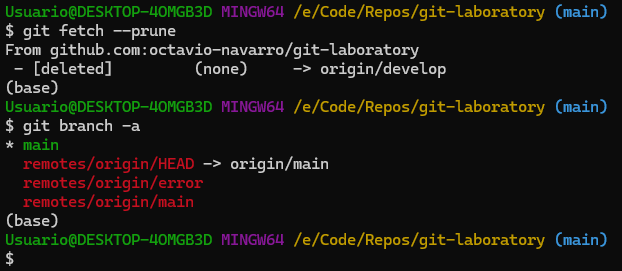 Usuario@DESKTOP-4OMGB3D MINGW64 /e/Code/Repos/git-laboratory (main)
$ git fetch --prune
From github.com:octavio-navarro/git-laboratory
 - [deleted]         (none)     -> origin/develop
(base)
Usuario@DESKTOP-4OMGB3D MINGW64 /e/Code/Repos/git-laboratory (main)
$ git branch -a
* main
  remotes/origin/HEAD -> origin/main
  remotes/origin/error
  remotes/origin/main
(base)
Usuario@DESKTOP-4OMGB3D MINGW64 /e/Code/Repos/git-laboratory (main)
$